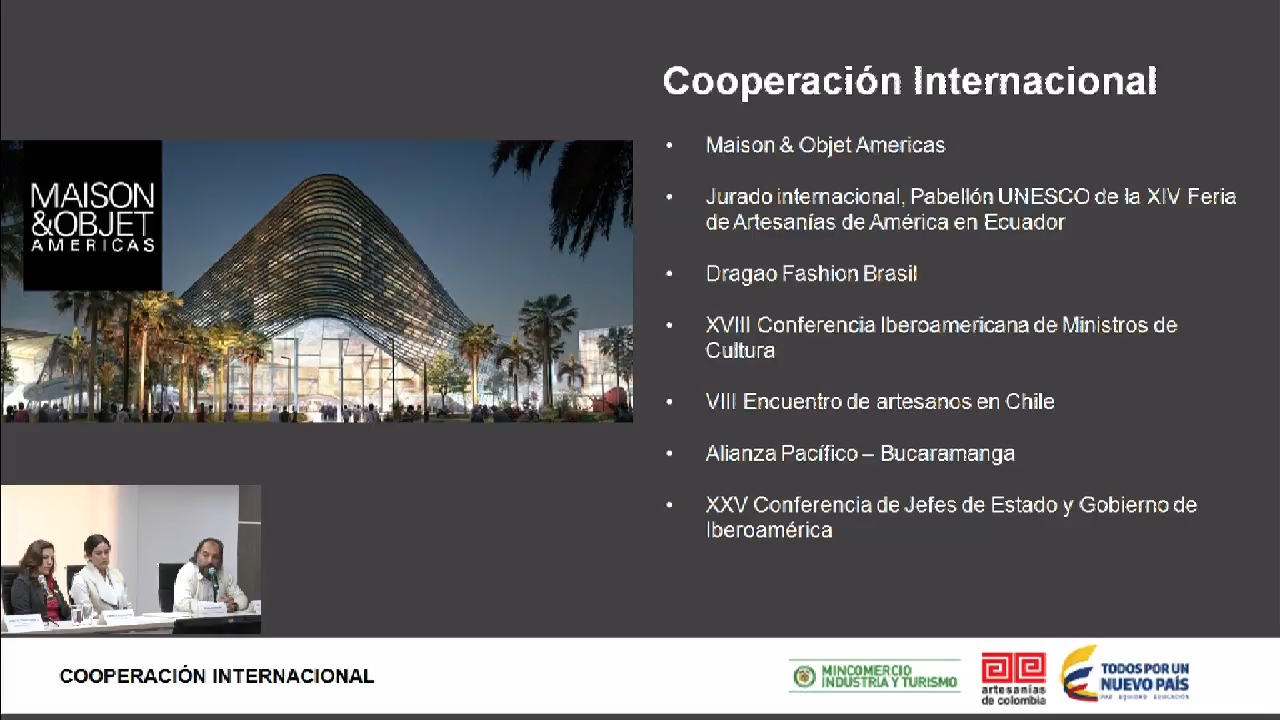 Cooperación Internacional
• Maison & Objet Americas
• Jurado internacional, Pabellón UNESCO de la XIV Feria
de Artesanías de América en Ecuador
• Dragao Fashion Brasil
• XVIII Conferencia Iberoamericana de Ministros de
Cultura
• VIII Encuentro de artesanos en Chile
• Alianza Pacífico – Bucaramanga
• XXV Conferencia de Jefes de Estado y Gobierno de
Iberoamérica
MAISON
&OBJET
AMERICAS
COOPERACIÓN INTERNACIONAL
MINCOMERCIO
INDUSTRIA Y TURISMO
artesanías
de colombia
TODOS POR UN
NUEVO PAÍS
PAZ EQUIDAD EDUCACIÓN